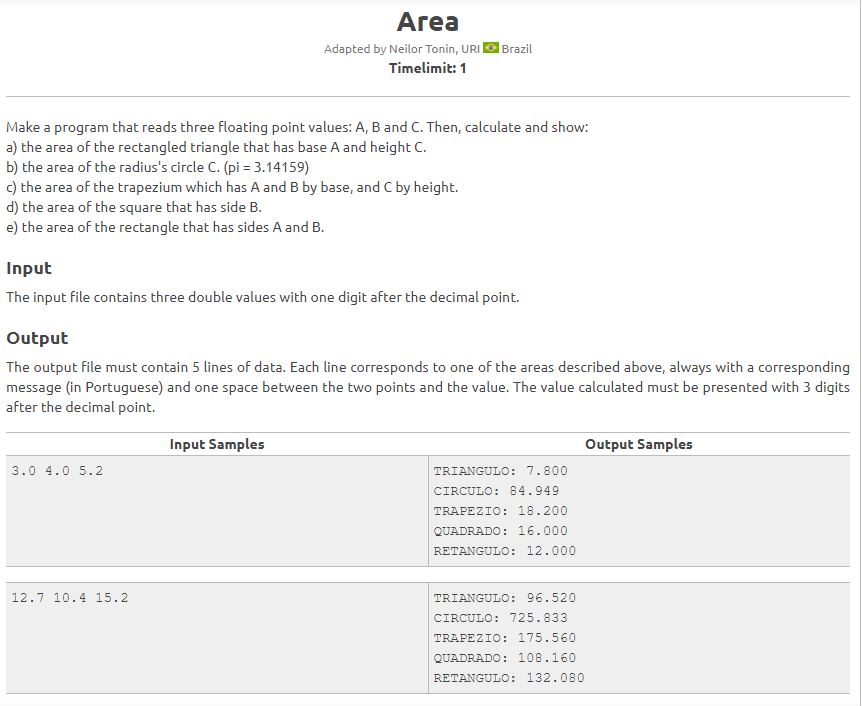 Area
Adapted by Neilor Tonin, URI Brazil
Timelimit: 1
Make a program that reads three floating point values: A, B and C. Then, calculate and show:
a) the area of the rectangled triangle that has base A and height C.
b) the area of the radius's circle C. (pi = 3.14159)
c) the area of the trapezium which has A and B by base, and C by height.
d) the area of the square that has side B.
e) the area of the rectangle that has sides A and B.
Input
The input file contains three double values with one digit after the decimal point.
Output
The output file must contain 5 lines of data. Each line corresponds to one of the areas described above, always with a corresponding
message (in Portuguese) and one space between the two points and the value. The value calculated must be presented with 3 digits
after the decimal point.
Input Samples Output Samples
3.0 4.0 5.2 TRIANGULO: 7.800
CIRCULO: 84.949
TRAPEZIO: 18.200
QUADRADO: 16.000
RETANGULO: 12.000
12.7 10.4 15.2 TRIANGULO: 96.520
CIRCULO: 725.833
TRAPEZIO: 175.560
QUADRADO: 108.160
RETANGULO: 132.080